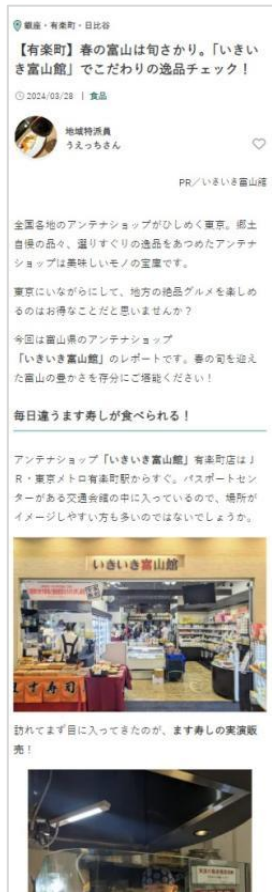 銀座・有楽町・日比谷
【有楽町】春の富山は旬さかり。「いきい
き富山館」でこだわりの逸品チェック！
2024/03/28 | 食品
地域特派員
うえっちさん
PR／いきいき富山館
全国各地のアンテナショップがひしめく東京。郷土
自慢の品々、選りすぐりの逸品をあつめたアンテナ
ショップは美味しいモノの宝庫です。
東京にいながらにして、地方の絶品グルメを楽しめ
るのはお得なことだと思いませんか？
今回は富山県のアンテナショップ
「いきいき富山館」のレポートです。春の旬を迎え
た富山の豊かさを存分にご堪能ください！
毎日違うます寿しが食べられる！
アンテナショップ「いきいき富山館」有楽町店はＪ
Ｒ・東京メトロ有楽町駅からすぐ。パスポートセン
ターがある交通会館の中に入っているので、場所が
イメージしやすい方も多いのではないでしょうか。
いきいき富山館
ます寿司
訪れてまず目に入ってきたのが、ます寿しの実演販
売！